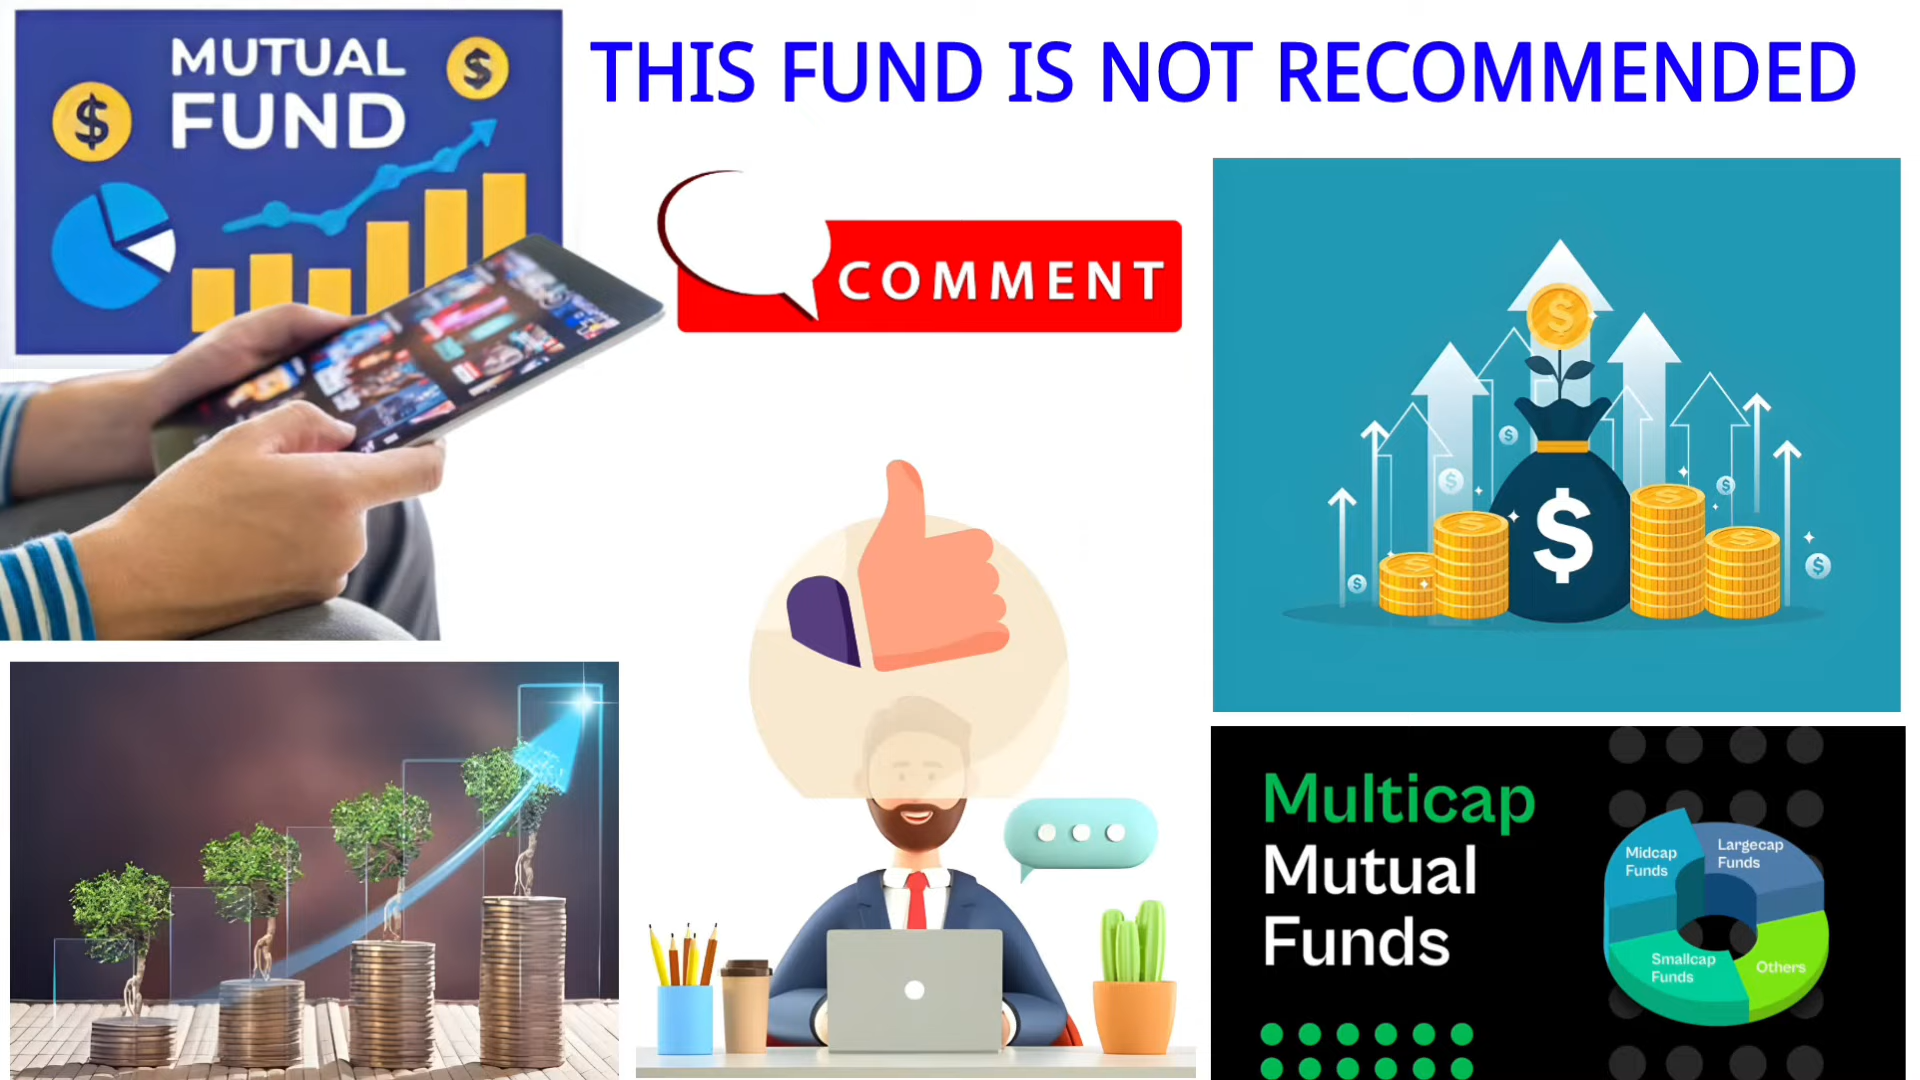 MUTUAL
FUND
THIS FUND IS NOT RECOMMENDED
COMMENT
Multicap
Mutual
Funds
Midcap
Funds
Largecap
Funds
Smallcap
Funds
Others